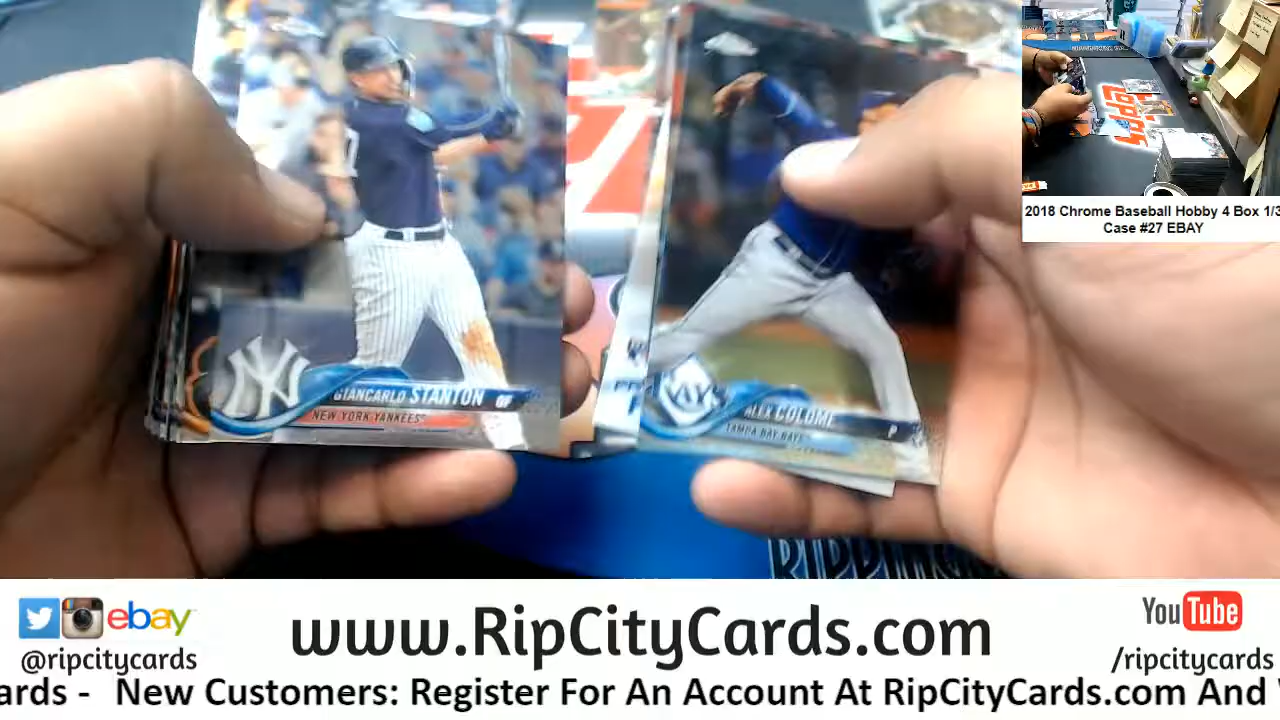 GIANCARLO STANTON OF
NEW YORK YANKEES
RAYS
ALEX COLOME P
TAMPA BAY RAYS
2018 Chrome Baseball Hobby 4 Box 1/3
Case #27 EBAY
ebay
@ripcitycards
www.RipCityCards.com
YouTube
/ripcitycards
ards - New Customers: Register For An Account At RipCityCards.com And